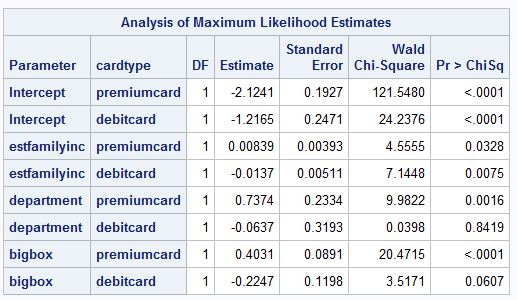 Analysis of Maximum Likelihood Estimates
Parameter cardtype DF Estimate Standard Error Wald Chi-Square Pr > ChiSq
Intercept premiumcard 1 -2.1241 0.1927 121.5480 <.0001
Intercept debitcard 1 -1.2165 0.2471 24.2376 <.0001
estfamilyinc premiumcard 1 0.00839 0.00393 4.5555 0.0328
estfamilyinc debitcard 1 -0.0137 0.00511 7.1448 0.0075
department premiumcard 1 0.7374 0.2334 9.9822 0.0016
department debitcard 1 -0.0637 0.3193 0.0398 0.8419
bigbox premiumcard 1 0.4031 0.0891 20.4715 <.0001
bigbox debitcard 1 -0.2247 0.1198 3.5171 0.0607